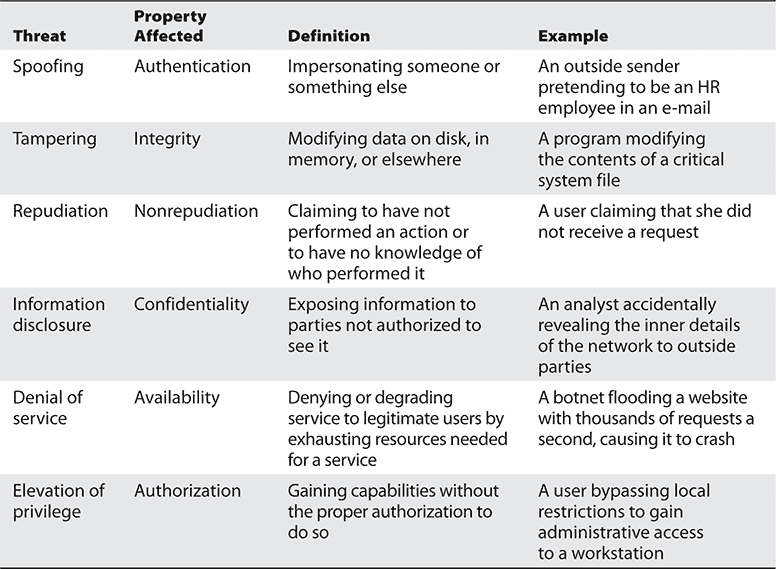 Threat
Property
Affected
Definition
Example
Spoofing
Authentication
Impersonating someone or
something else
An outside sender
pretending to be an HR
employee in an e-mail
Tampering
Integrity
Modifying data on disk, in
memory, or elsewhere
A program modifying
the contents of a critical
system file
Repudiation
Nonrepudiation
Claiming to have not
performed an action or
to have no knowledge of
who performed it
A user claiming that she did
not receive a request
Information
disclosure
Confidentiality
Exposing information to
parties not authorized to
see it
An analyst accidentally
revealing the inner details
of the network to outside
parties
Denial of
service
Availability
Denying or degrading
service to legitimate users by
exhausting resources needed
for a service
A botnet flooding a website
with thousands of requests a
second, causing it to crash
Elevation of
privilege
Authorization
Gaining capabilities without
the proper authorization to
do so
A user bypassing local
restrictions to gain
administrative access
to a workstation